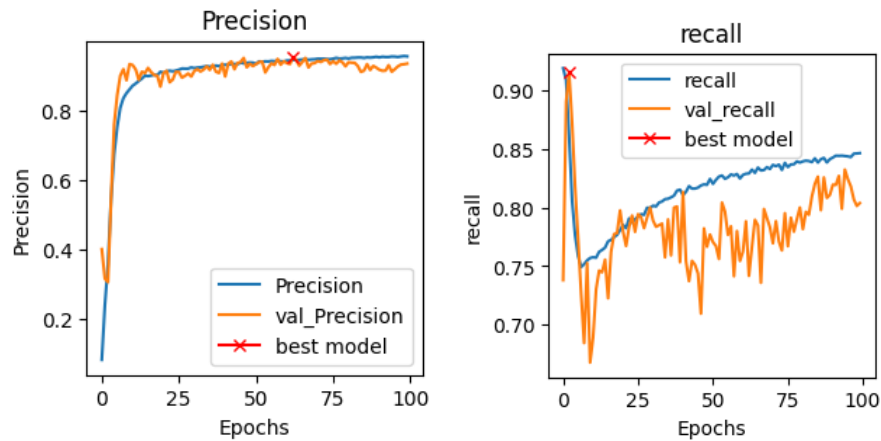 Precision
Precision
0.8
0.6
0.4
0.2
Precision
val_Precision
best model
0
25
50
75
100
Epochs
recall
recall
0.90
0.85
0.80
0.75
0.70
recall
val_recall
best model
0
25
50
75
100
Epochs